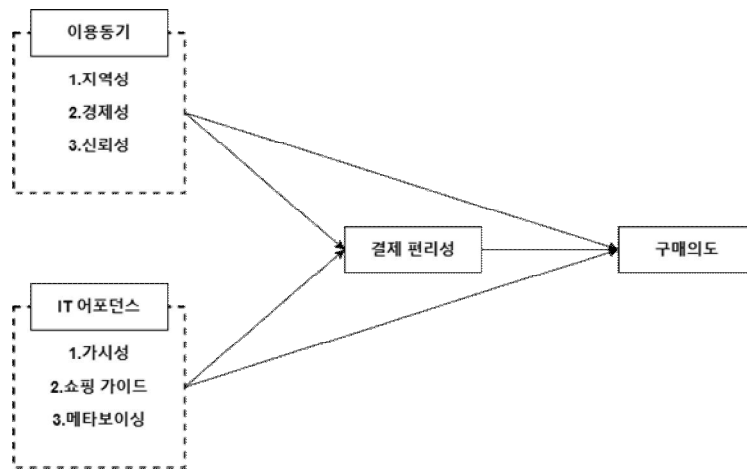 이용동기
1.지역성
2.경제성
3.신뢰성
결제 편리성
구매의도
IT 어포던스
1.가시성
2.쇼핑 가이드
3.메타보이싱